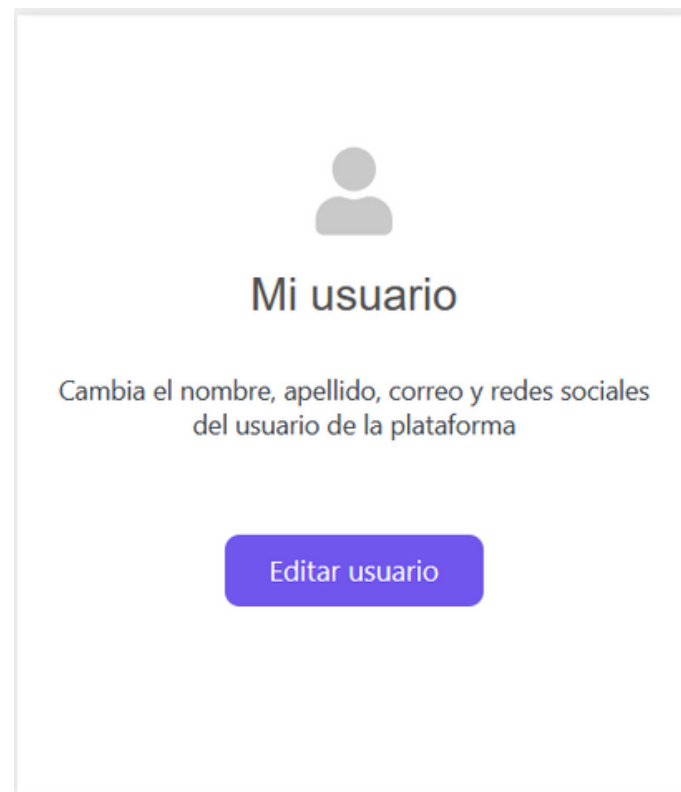 Mi usuario
Cambia el nombre, apellido, correo y redes sociales
del usuario de la plataforma
Editar usuario